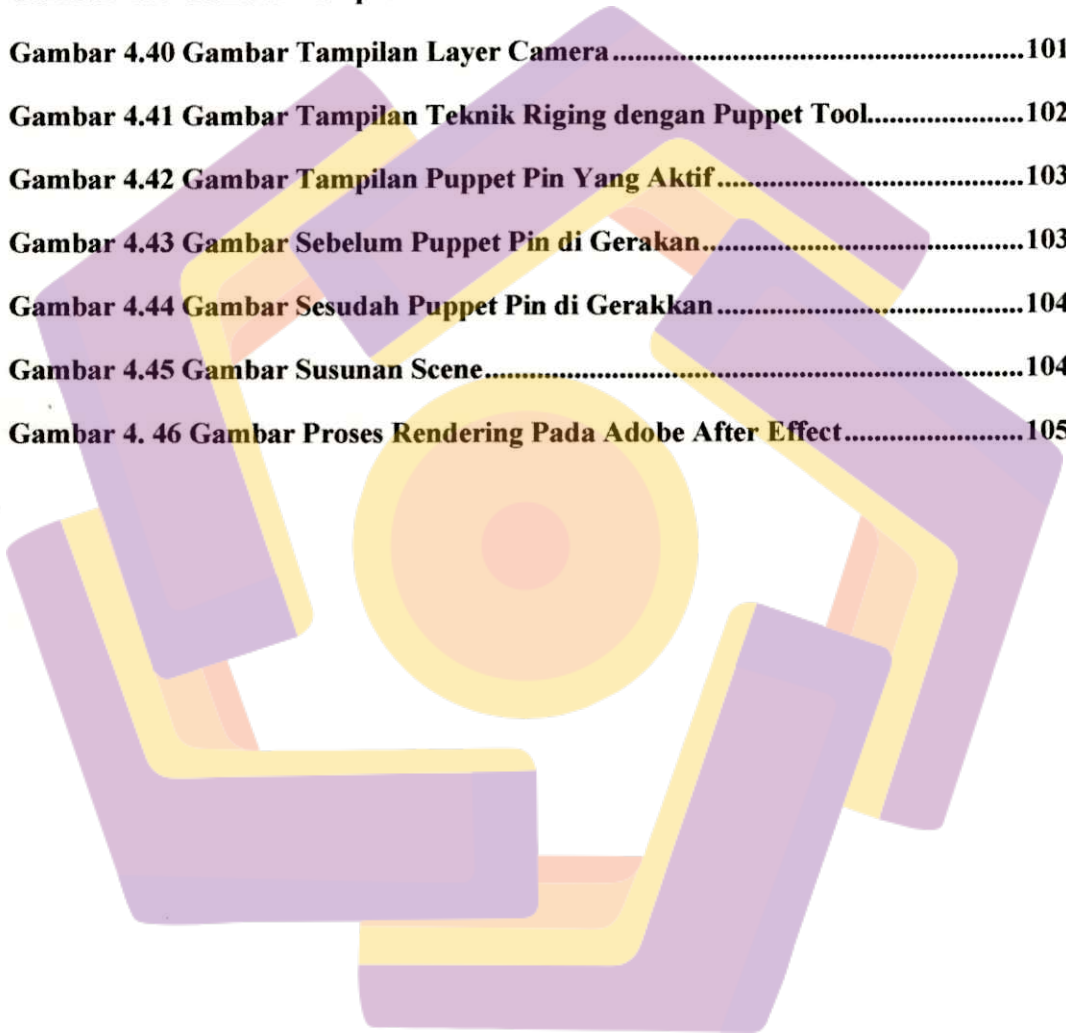 Gambar 4.40 Gambar Tampilan Layer Camera.......................................................101
Gambar 4.41 Gambar Tampilan Teknik Riging dengan Puppet Tool.....................102
Gambar 4.42 Gambar Tampilan Puppet Pin Yang Aktif.........................................103
Gambar 4.43 Gambar Sebelum Puppet Pin di Gerakan...........................................103
Gambar 4.44 Gambar Sesudah Puppet Pin di Gerakkan.........................................104
Gambar 4.45 Gambar Susunan Scene........................................................................104
Gambar 4. 46 Gambar Proses Rendering Pada Adobe After Effect........................105